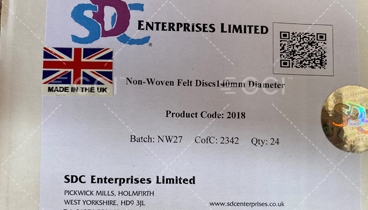 SDC ENTERPRISES LIMITED
MADE IN THE UK
Non-Woven Felt Discs140mm Diameter
Product Code: 2018
Batch: NW27 CofC: 2342 Qty: 24
SDC
SDC Enterprises Limited
PICKWICK MILLS, HOLMFIRTH
WEST YORKSHIRE, HD9 3JL
www.sdcenterprises.co.uk